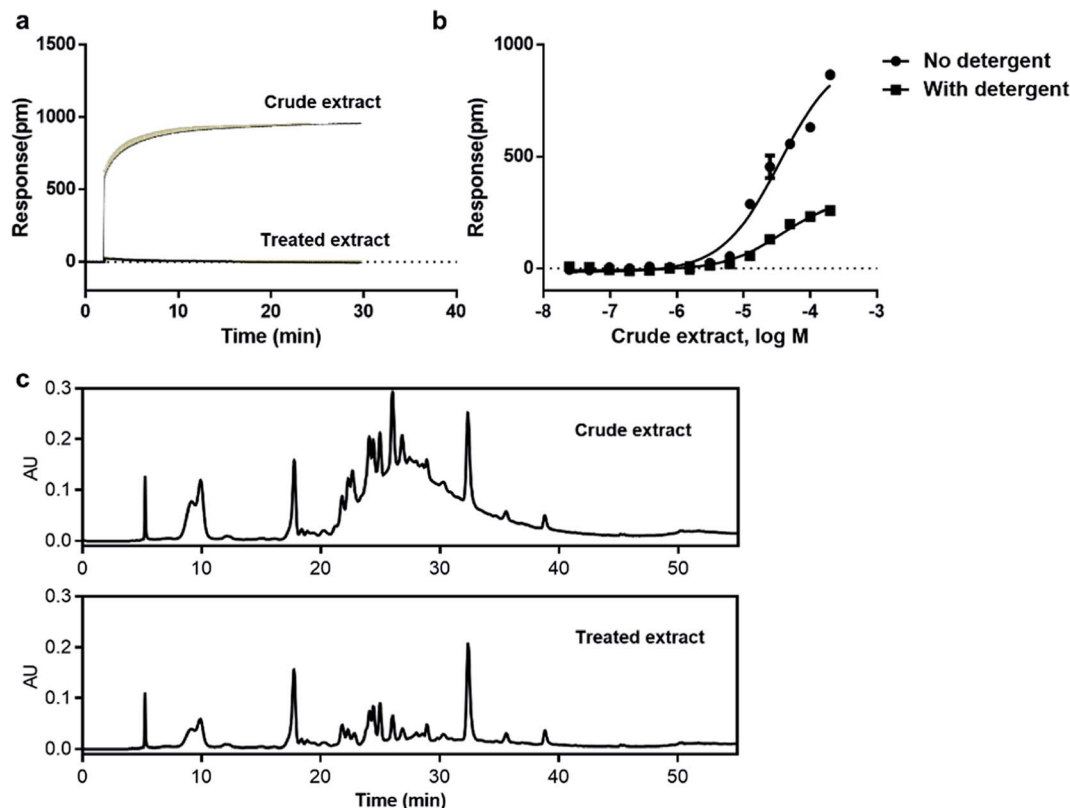 a
1500
1000
500
0
Response(pm)
Crude extract
Treated extract
0 10 20 30 40
Time (min)
b
1000
500
0
Response(pm)
-8 -7 -6 -5 -4 -3
Crude extract, log M
No detergent
With detergent
c
0.3
0.2
0.1
0.0
AU
Crude extract
0 10 20 30 40 50
0.3
0.2
0.1
0.0
AU
Treated extract
0 10 20 30 40 50
Time (min)